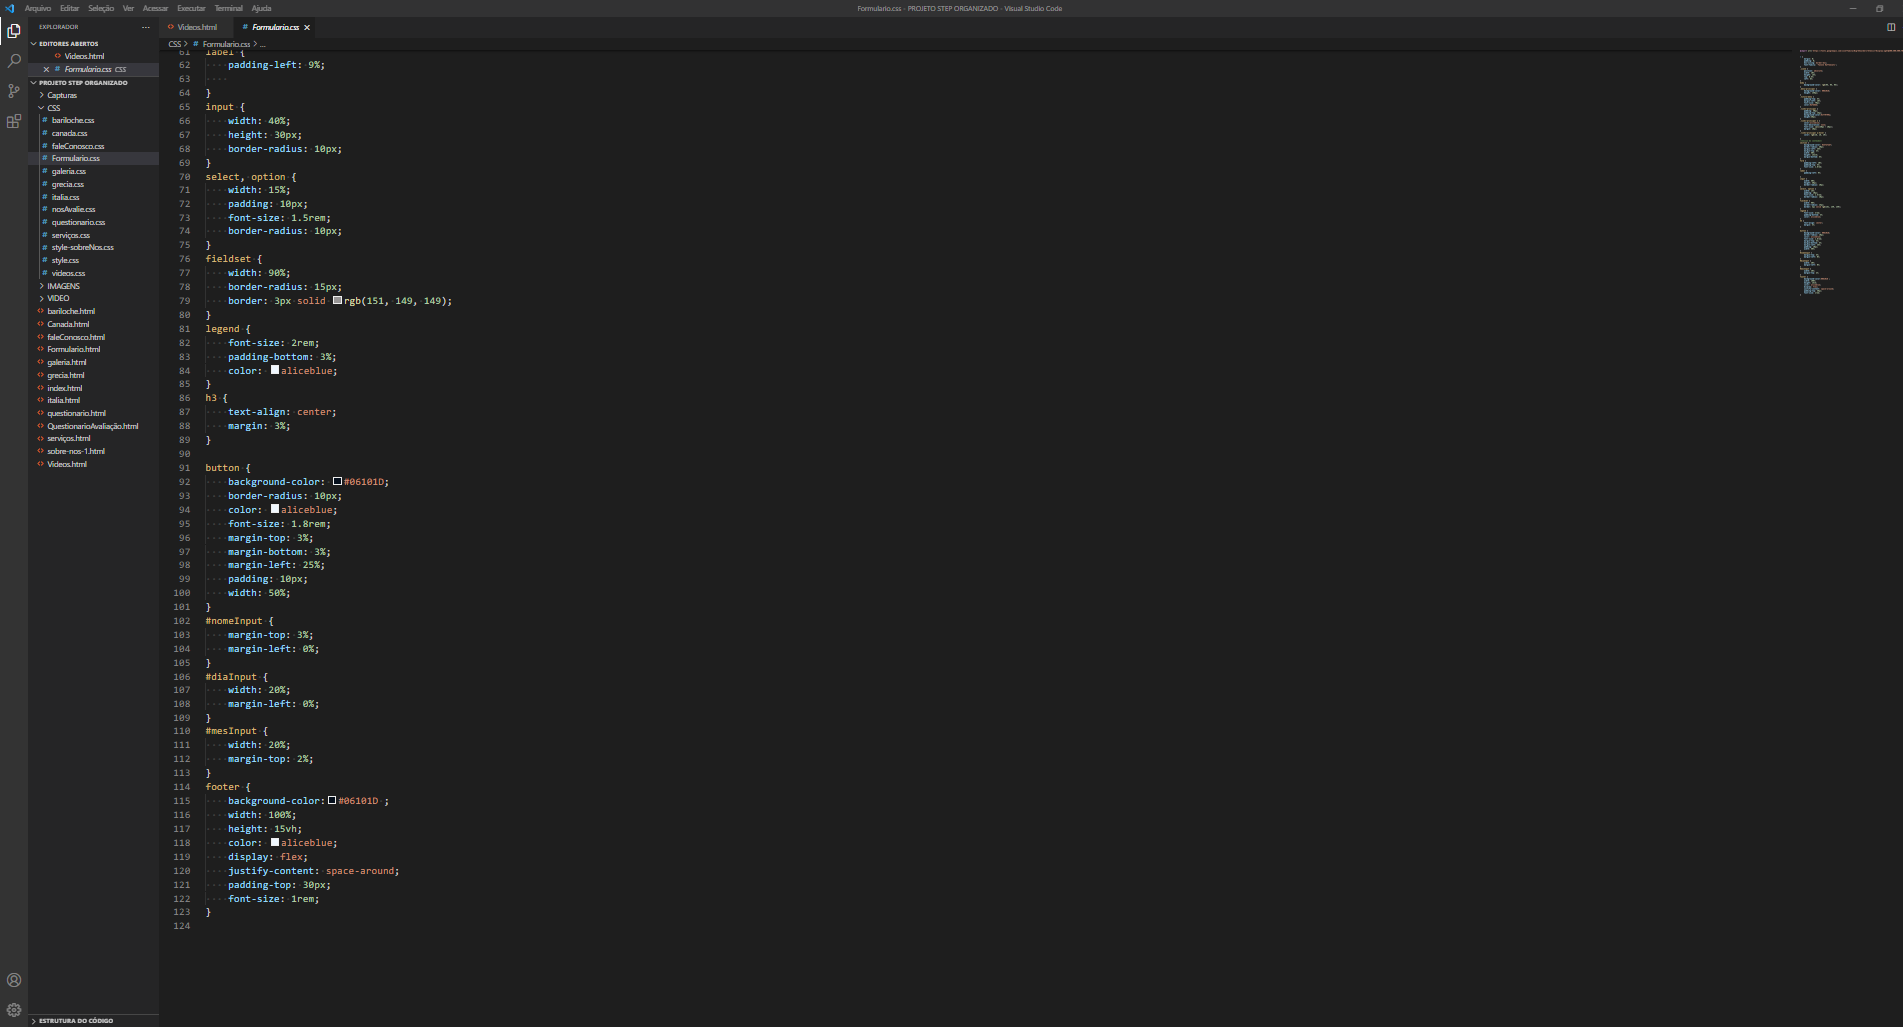 Arquivo Editar Seleção Ver Acessar Executar Terminal Ajuda
Formulario.css - PROJETO STEP ORGANIZADO - Visual Studio Code
EXPLORADOR
EDITORES ABERTOS
Videos.html
Formulario.css CSS
PROJETO STEP ORGANIZADO
Capturas
CSS
bariloche.css
canada.css
faleConosco.css
Formulario.css
galeria.css
grecia.css
italia.css
nosAvalie.css
questionario.css
serviços.css
style-sobreNos.css
style.css
videos.css
IMAGENS
VIDEO
bariloche.html
Canada.html
faleConosco.html
Formulario.html
galeria.html
grecia.html
index.html
italia.html
questionario.html
QuestionarioAvaliação.html
serviços.html
sobre-nos-1.html
Videos.html
ESTRUTURA DO CÓDIGO
Videos.html
Formulario.css
CSS > # Formulario.css > ...
61 label {
62 padding-left: 9%;
63
64 }
65 input {
66 width: 40%;
67 height: 30px;
68 border-radius: 10px;
69 }
70 select, option {
71 width: 15%;
72 padding: 10px;
73 font-size: 1.5rem;
74 border-radius: 10px;
75 }
76 fieldset {
77 width: 90%;
78 border-radius: 15px;
79 border: 3px solid rgb(151, 149, 149);
80 }
81 legend {
82 font-size: 2rem;
83 padding-bottom: 3%;
84 color: aliceblue;
85 }
86 h3 {
87 text-align: center;
88 margin: 3%;
89 }
90
91 button {
92 background-color: #06101D;
93 border-radius: 10px;
94 color: aliceblue;
95 font-size: 1.8rem;
96 margin-top: 3%;
97 margin-bottom: 3%;
98 margin-left: 25%;
99 padding: 10px;
100 width: 50%;
101 }
102 #nomeInput {
103 margin-top: 3%;
104 margin-left: 0%;
105 }
106 #diaInput {
107 width: 20%;
108 margin-left: 0%;
109 }
110 #mesInput {
111 width: 20%;
112 margin-top: 2%;
113 }
114 footer {
115 background-color: #06101D ;
116 width: 100%;
117 height: 15vh;
118 color: aliceblue;
119 display: flex;
120 justify-content: space-around;
121 padding-top: 30px;
122 font-size: 1rem;
123 }
124